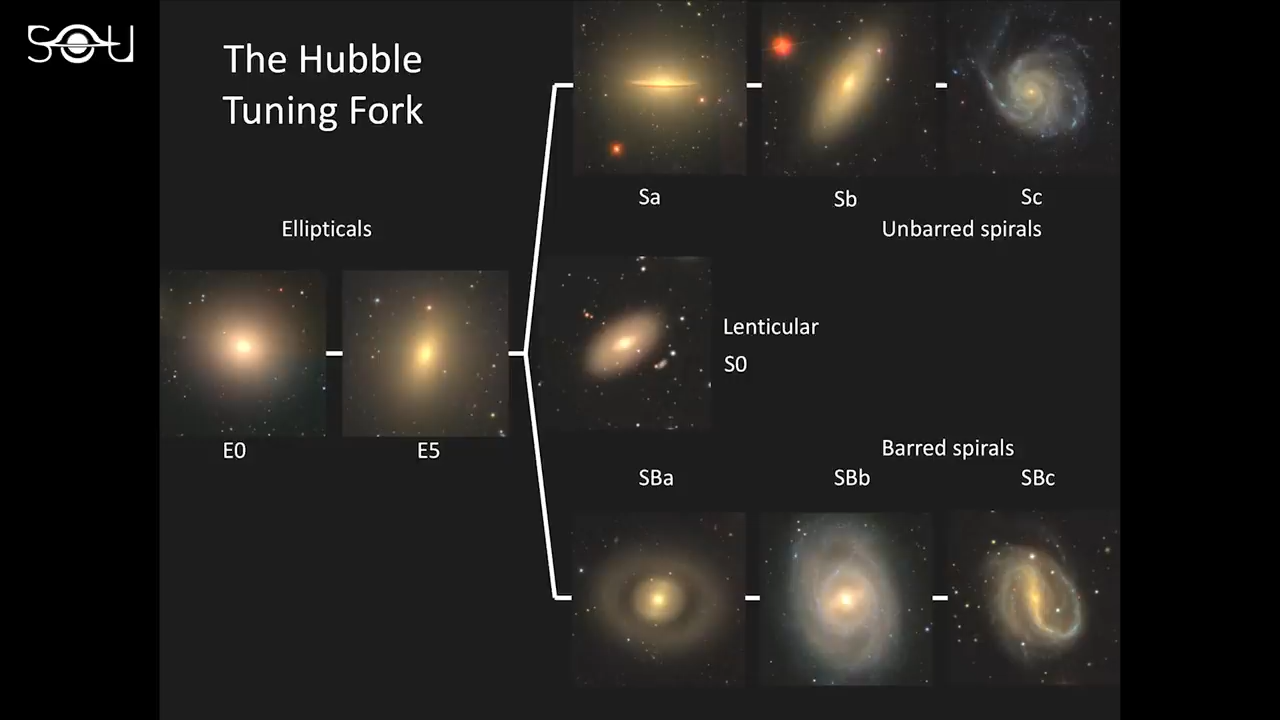 SOU
The Hubble
Tuning Fork
Sa
Sb
Sc
Ellipticals
Unbarred spirals
Lenticular
S0
E0
E5
Barred spirals
SBa
SBb
SBc